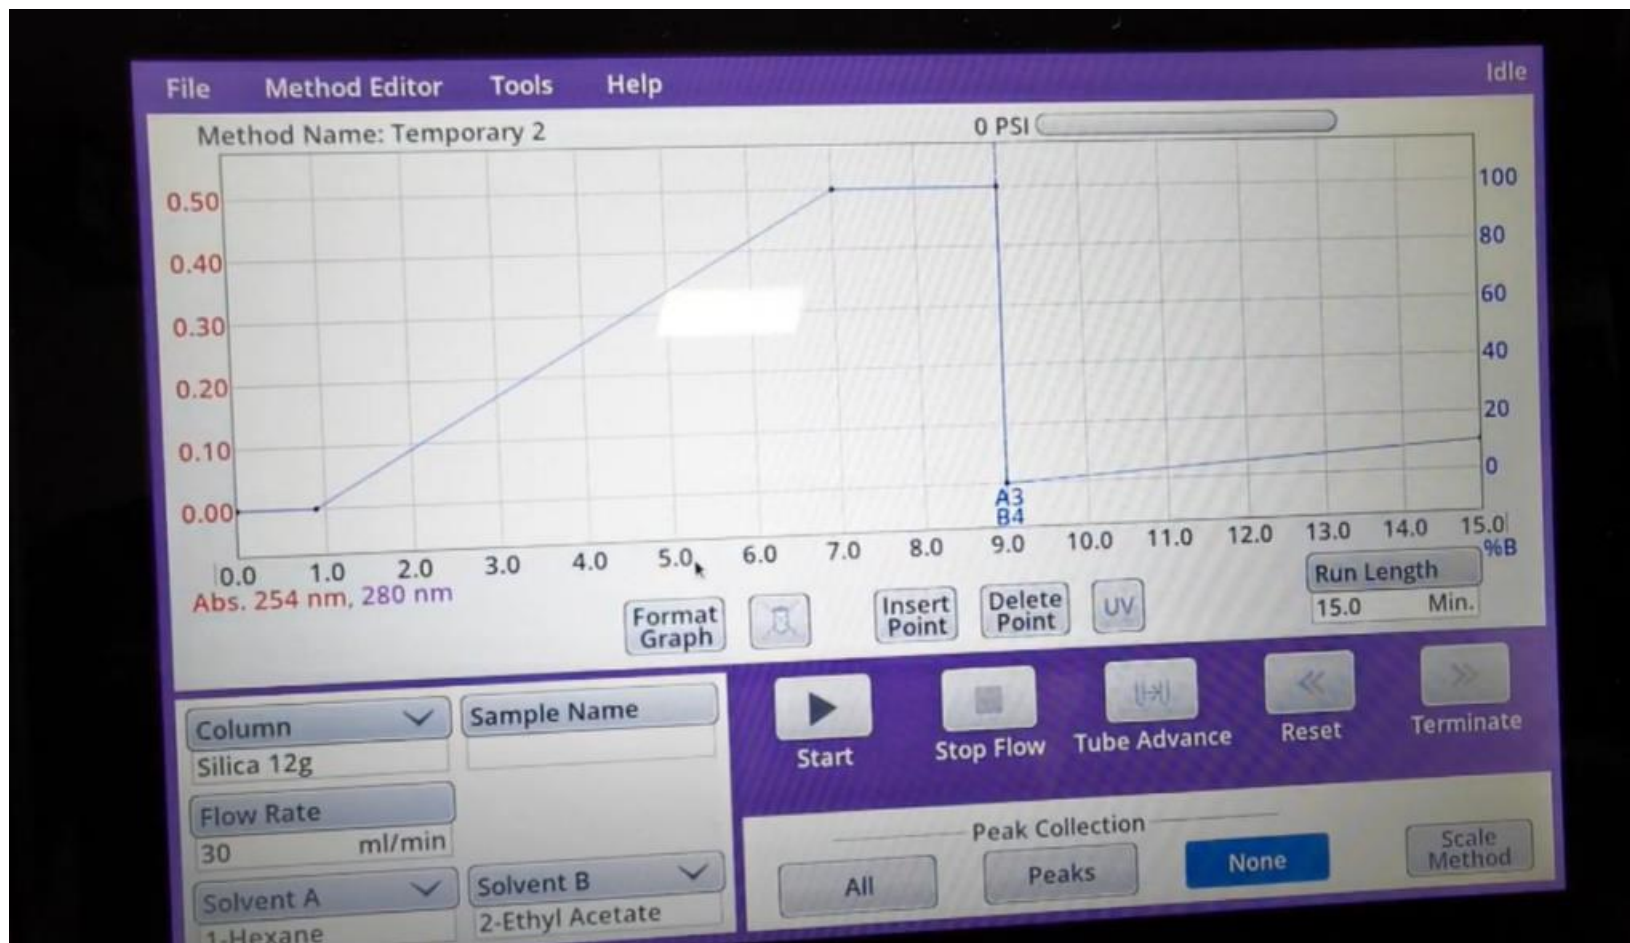 File Method Editor Tools Help Idle
Method Name: Temporary 2 0 PSI
0.50 100
0.40 80
0.30 60
0.20 40
0.10 20
0.00 0
A3
B4
0.0 1.0 2.0 3.0 4.0 5.0 6.0 7.0 8.0 9.0 10.0 11.0 12.0 13.0 14.0 15.0
%B
Abs. 254 nm, 280 nm
Format
Graph
Insert
Point
Delete
Point
UV
Run Length
15.0 Min.
Start Stop Flow Tube Advance Reset Terminate
Column
Silica 12g
Sample Name
Flow Rate
30 ml/min
Solvent A
1-Hexane
Solvent B
2-Ethyl Acetate
Peak Collection
All Peaks None
Scale
Method